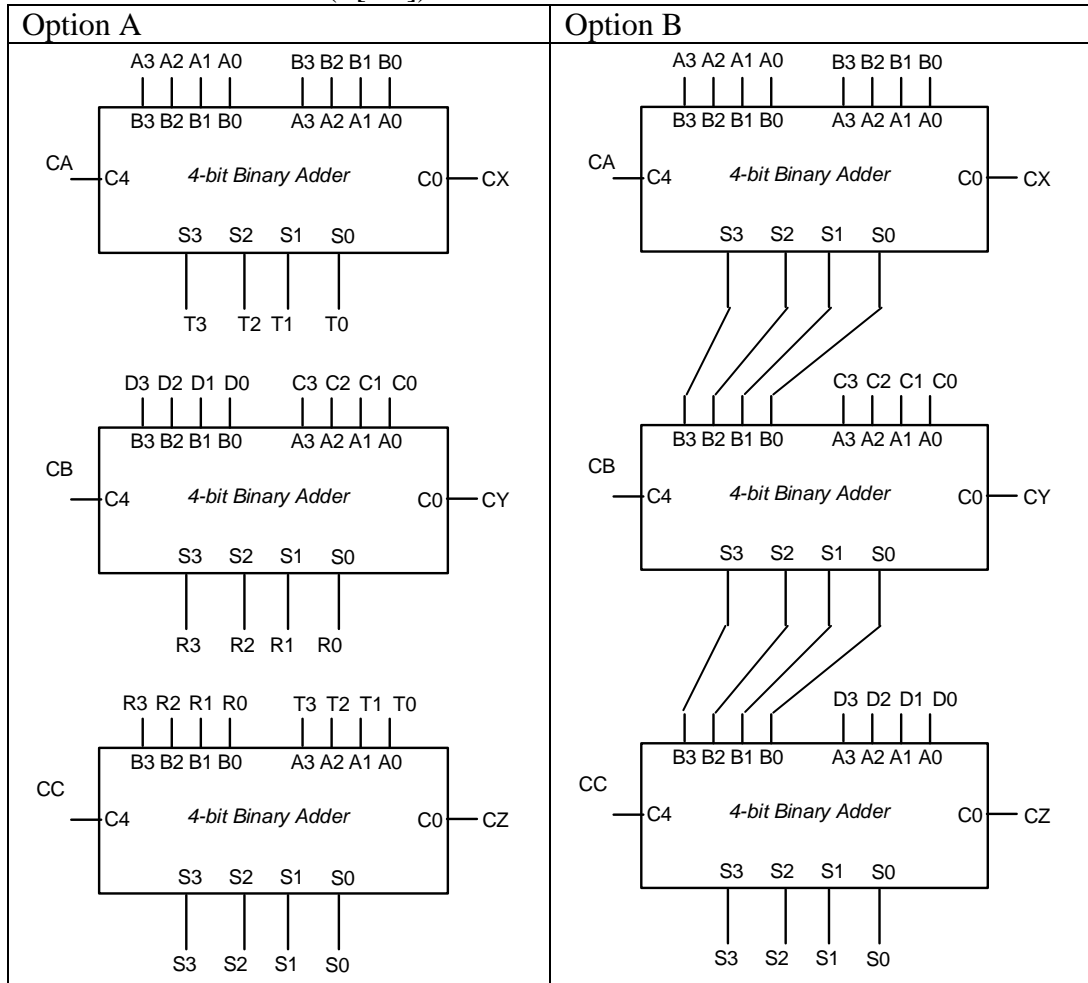 Option A
A3 A2 A1 A0 B3 B2 B1 B0
B3 B2 B1 B0 A3 A2 A1 A0
CA C4 4-bit Binary Adder C0 CX
S3 S2 S1 S0
T3 T2 T1 T0
D3 D2 D1 D0 C3 C2 C1 C0
B3 B2 B1 B0 A3 A2 A1 A0
CB C4 4-bit Binary Adder C0 CY
S3 S2 S1 S0
R3 R2 R1 R0
R3 R2 R1 R0 T3 T2 T1 T0
B3 B2 B1 B0 A3 A2 A1 A0
CC C4 4-bit Binary Adder C0 CZ
S3 S2 S1 S0
S3 S2 S1 S0
Option B
A3 A2 A1 A0 B3 B2 B1 B0
B3 B2 B1 B0 A3 A2 A1 A0
CA C4 4-bit Binary Adder C0 CX
S3 S2 S1 S0
C3 C2 C1 C0
B3 B2 B1 B0 A3 A2 A1 A0
CB C4 4-bit Binary Adder C0 CY
S3 S2 S1 S0
D3 D2 D1 D0
B3 B2 B1 B0 A3 A2 A1 A0
CC C4 4-bit Binary Adder C0 CZ
S3 S2 S1 S0
S3 S2 S1 S0